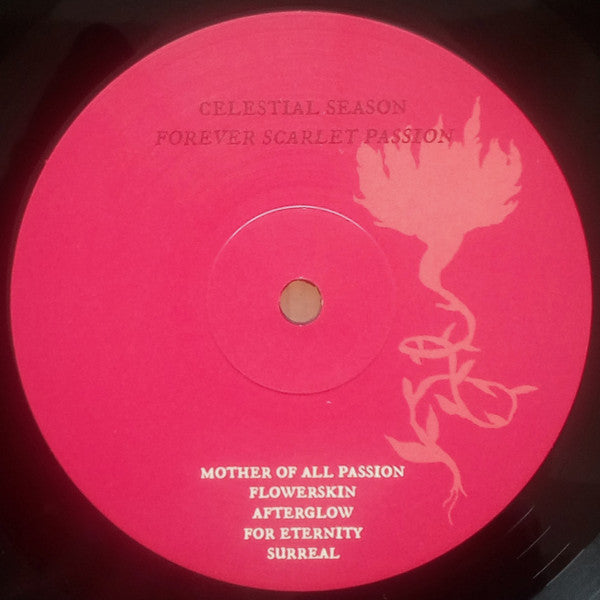 CELESTIAL SEASON
FOREVER SCARLET PASSION
MOTHER OF ALL PASSION
FLOWERSKIN
AFTERGLOW
FOR ETERNITY
SURREAL